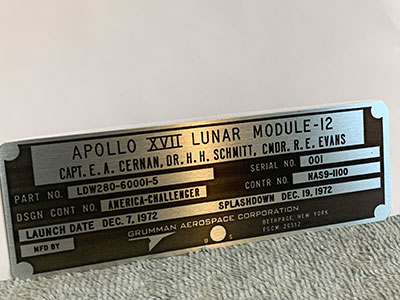 APOLLO XVII LUNAR MODULE-12
CAPT. E. A. CERNAN, DR. H. H. SCHMITT, CMDR. R. E. EVANS
PART NO. LDW280-60001-5 SERIAL NO. 001
DSGN CONT NO. AMERICA-CHALLENGER CONTR NO. NAS9-1100
LAUNCH DATE DEC. 7, 1972 SPLASHDOWN DEC. 19, 1972
MFD BY GRUMMAN AEROSPACE CORPORATION
BETHPAGE, NEW YORK
FSCM 26512